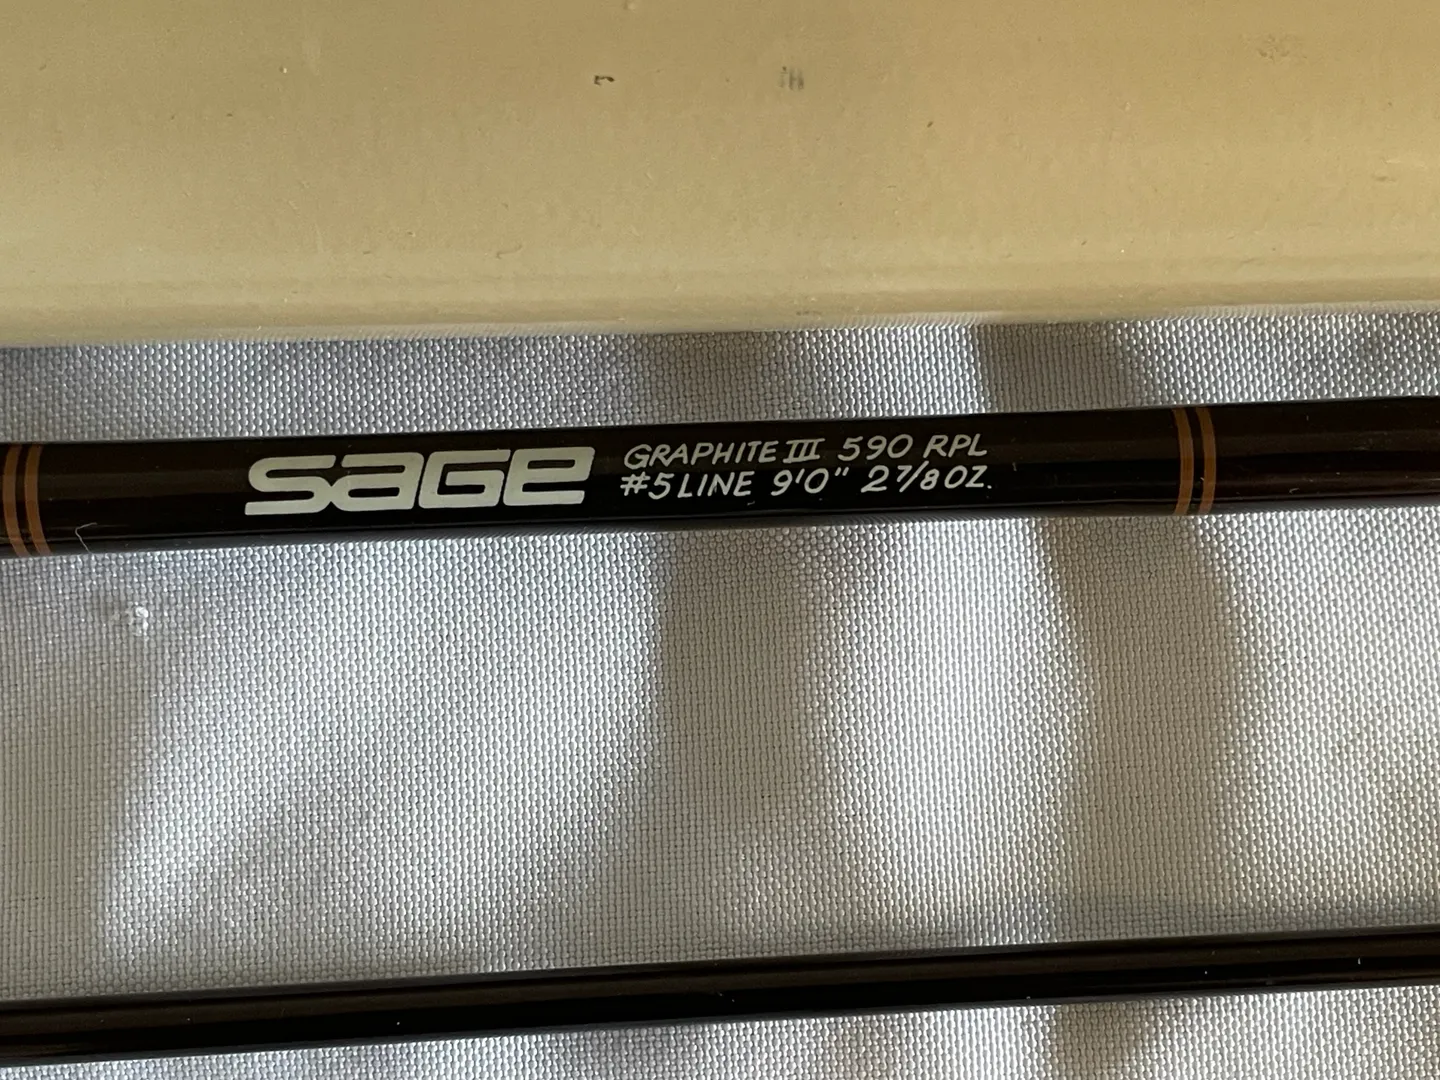 SAGE
GRAPHITE III 590 RPL
#5 LINE 9'0" 2 7/8 OZ.